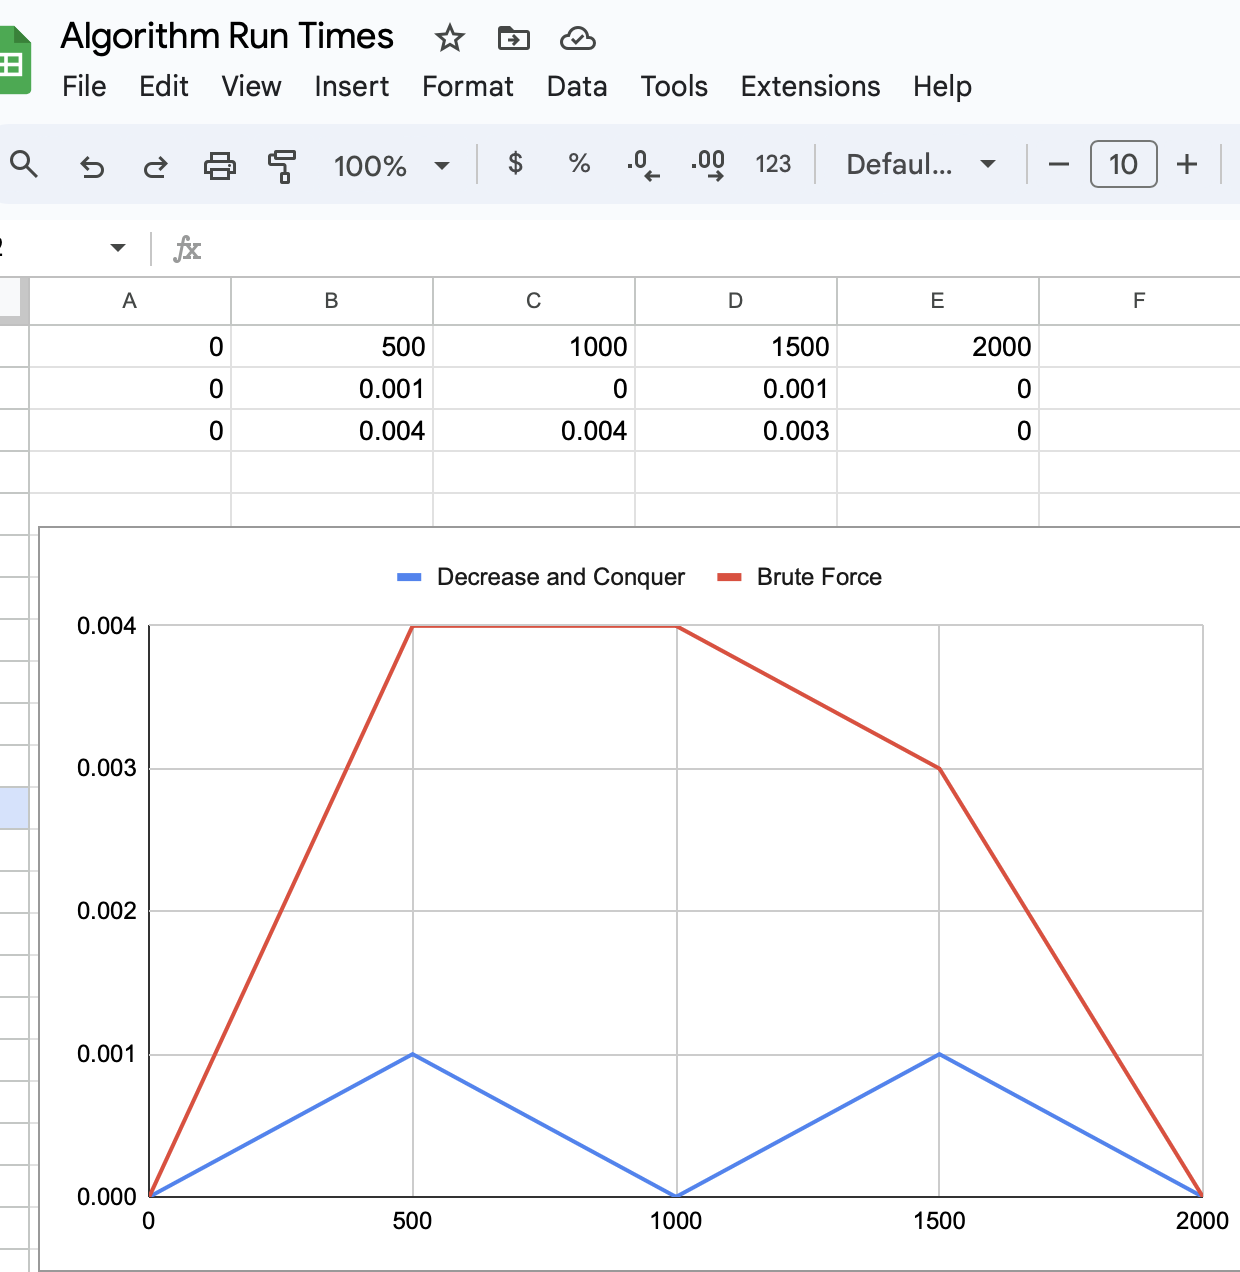 Algorithm Run Times
File Edit View Insert Format Data Tools Extensions Help
100% $ % .0 .00 123 Defaul... − 10 +
fx
A B C D E F
0 500 1000 1500 2000
0 0.001 0 0.001 0
0 0.004 0.004 0.003 0
Decrease and Conquer Brute Force
0.004
0.003
0.002
0.001
0.000
0 500 1000 1500 2000